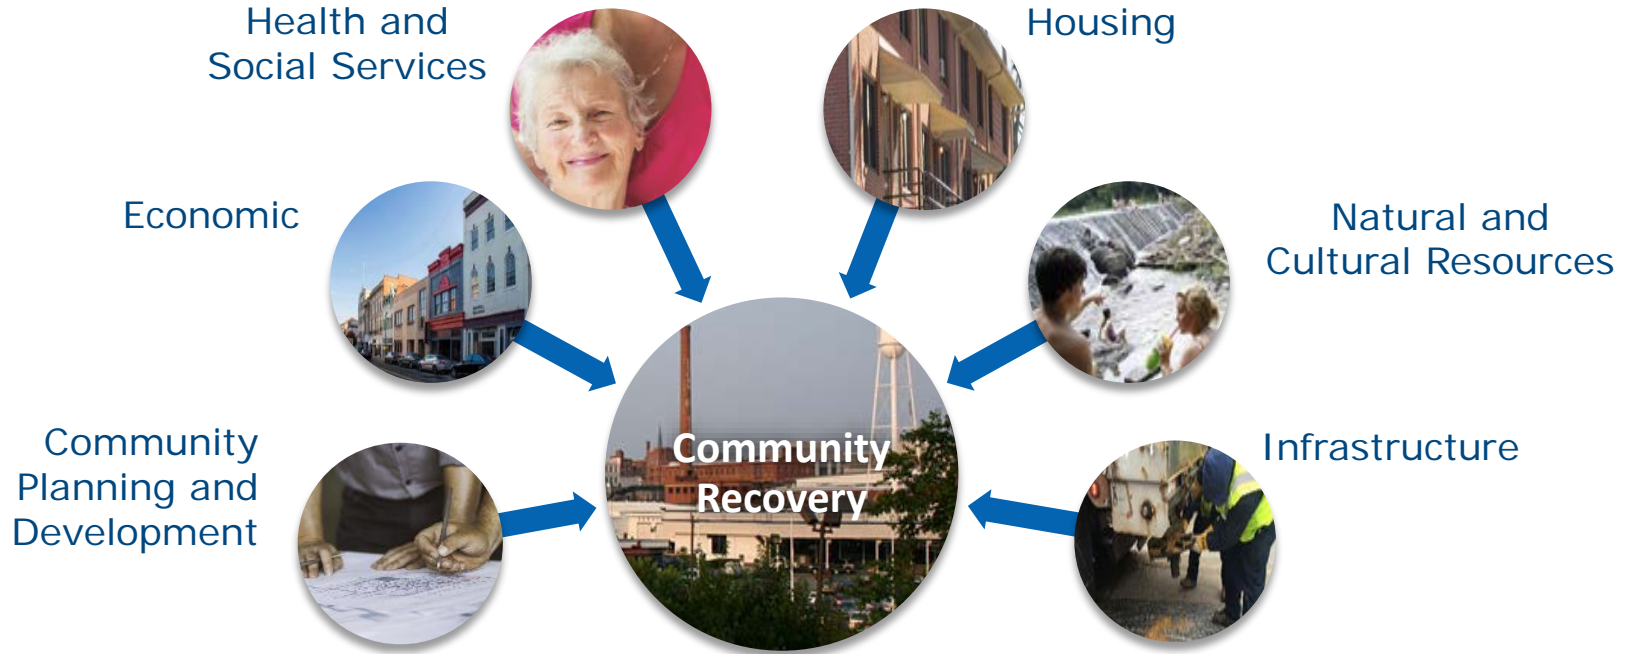 Health and
Social Services
Housing
Economic
Natural and
Cultural Resources
Community
Planning and
Development
Community
Recovery
Infrastructure